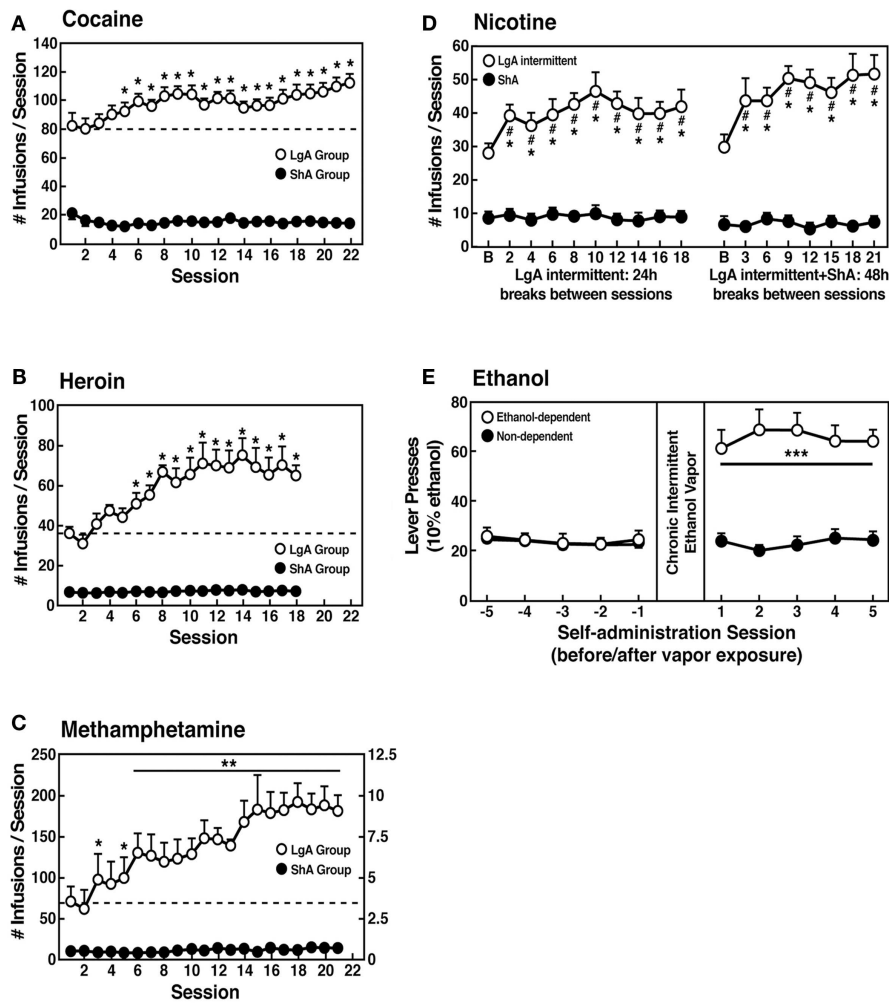 A
Cocaine
# Infusions / Session
140
120
100
80
60
40
20
0
* * * * * * * * * * * * * * * * * *
LgA Group
ShA Group
2 4 6 8 10 12 14 16 18 20 22
Session
B
Heroin
# Infusions / Session
100
80
60
40
20
0
* * * * * * * * * * * * *
LgA Group
ShA Group
2 4 6 8 10 12 14 16 18 20 22
Session
C
Methamphetamine
# Infusions / Session
250
200
150
100
50
0
12.5
10
7.5
5
2.5
0
**
* *
LgA Group
ShA Group
2 4 6 8 10 12 14 16 18 20 22
Session
D
Nicotine
# Infusions / Session
60
50
40
30
20
10
0
LgA intermittent
ShA
# # # # # # # # #
* * * * * * * * *
# # # # # # #
* * * * * * *
B 2 4 6 8 10 12 14 16 18
LgA intermittent: 24h
breaks between sessions
B 3 6 9 12 15 18 21
LgA intermittent+ShA: 48h
breaks between sessions
E
Ethanol
Lever Presses
(10% ethanol)
80
60
40
20
0
Ethanol-dependent
Non-dependent
Chronic Intermittent
Ethanol Vapor
***
-5 -4 -3 -2 -1 1 2 3 4 5
Self-administration Session
(before/after vapor exposure)